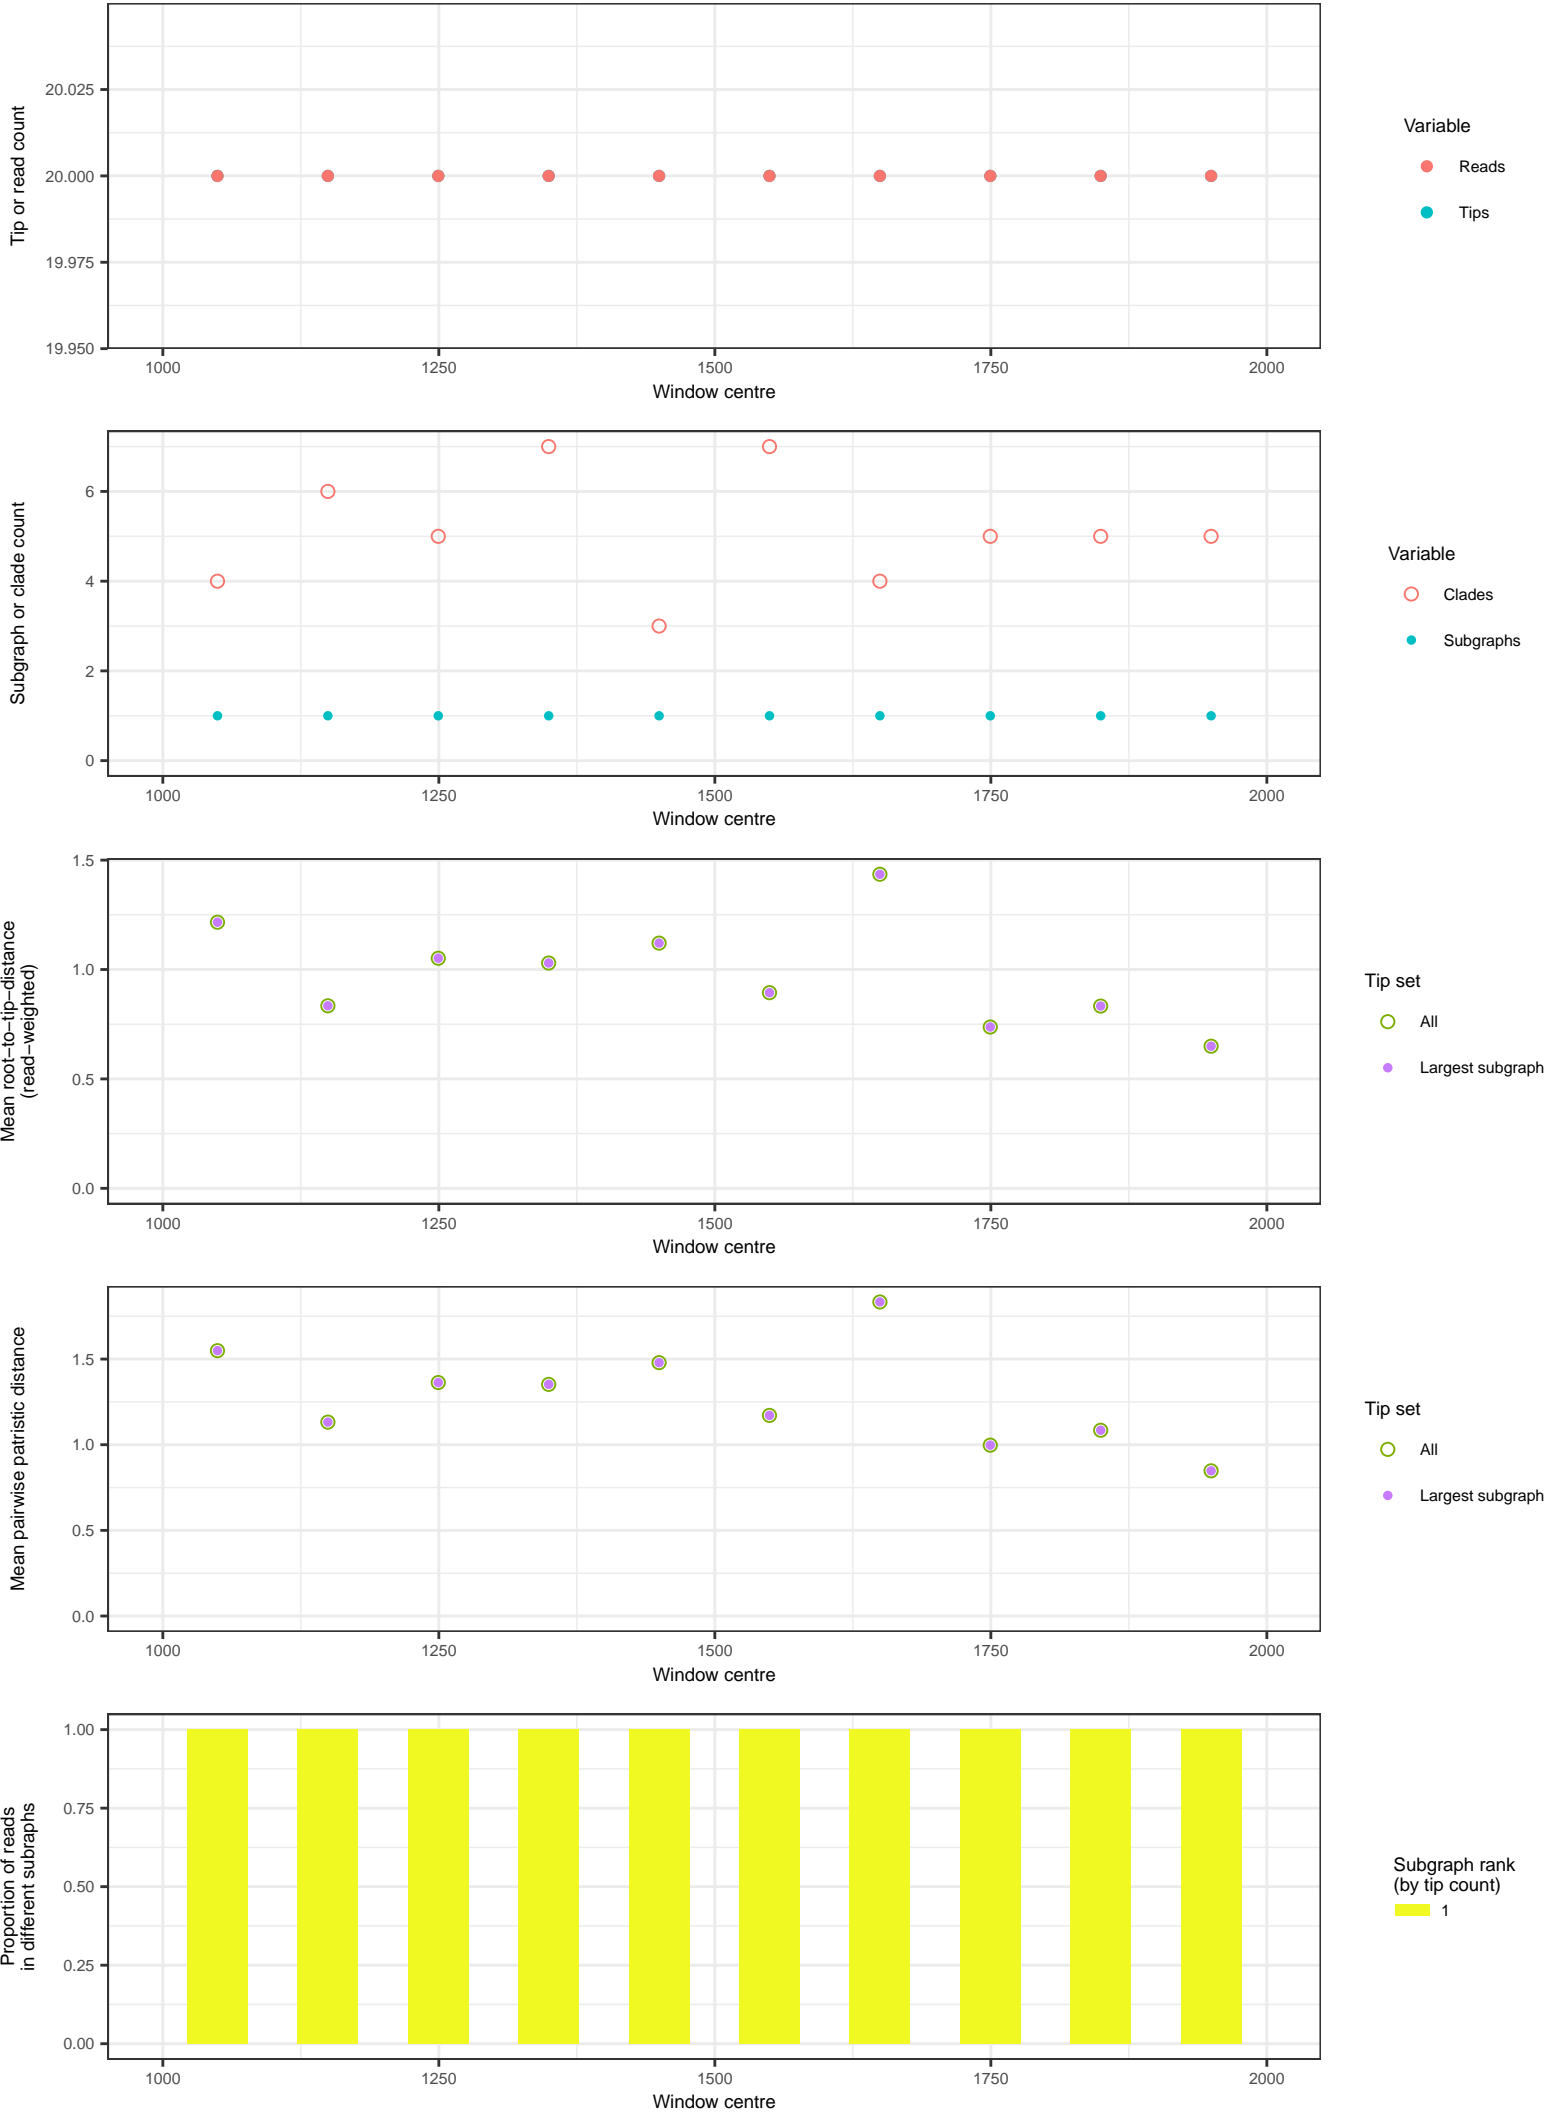 Tip or read count
20.025
20.000
19.975
19.950
1000 1250 1500 1750 2000
Window centre
Variable
Reads
Tips
Subgraph or clade count
6
4
2
0
1000 1250 1500 1750 2000
Window centre
Variable
Clades
Subgraphs
Mean root−to−tip−distance
(read−weighted)
1.5
1.0
0.5
0.0
1000 1250 1500 1750 2000
Window centre
Tip set
All
Largest subgraph
Mean pairwise patristic distance
1.5
1.0
0.5
0.0
1000 1250 1500 1750 2000
Window centre
Tip set
All
Largest subgraph
Proportion of reads
in different subraphs
1.00
0.75
0.50
0.25
0.00
1000 1250 1500 1750 2000
Window centre
Subgraph rank
(by tip count)
1